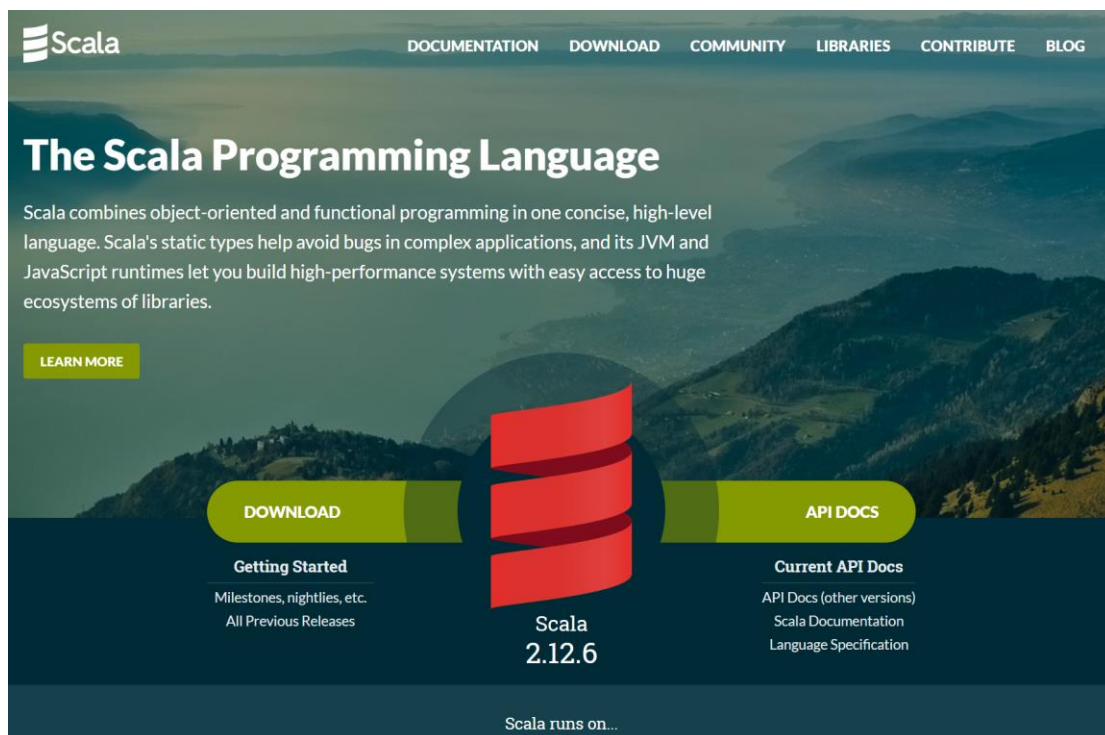 Scala
DOCUMENTATION DOWNLOAD COMMUNITY LIBRARIES CONTRIBUTE BLOG
The Scala Programming Language
Scala combines object-oriented and functional programming in one concise, high-level
language. Scala's static types help avoid bugs in complex applications, and its JVM and
JavaScript runtimes let you build high-performance systems with easy access to huge
ecosystems of libraries.
LEARN MORE
DOWNLOAD
Getting Started
Milestones, nightlies, etc.
All Previous Releases
Scala
2.12.6
API DOCS
Current API Docs
API Docs (other versions)
Scala Documentation
Language Specification
Scala runs on...